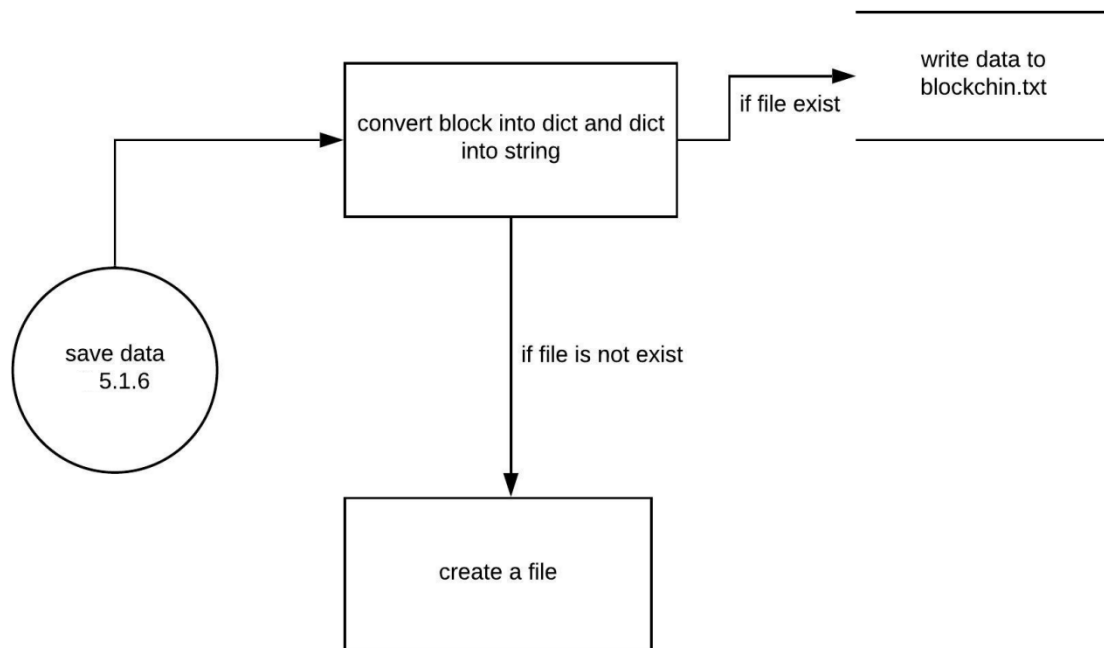 write data to
blockchin.txt
if file exist
convert block into dict and dict
into string
save data
5.1.6
if file is not exist
create a file